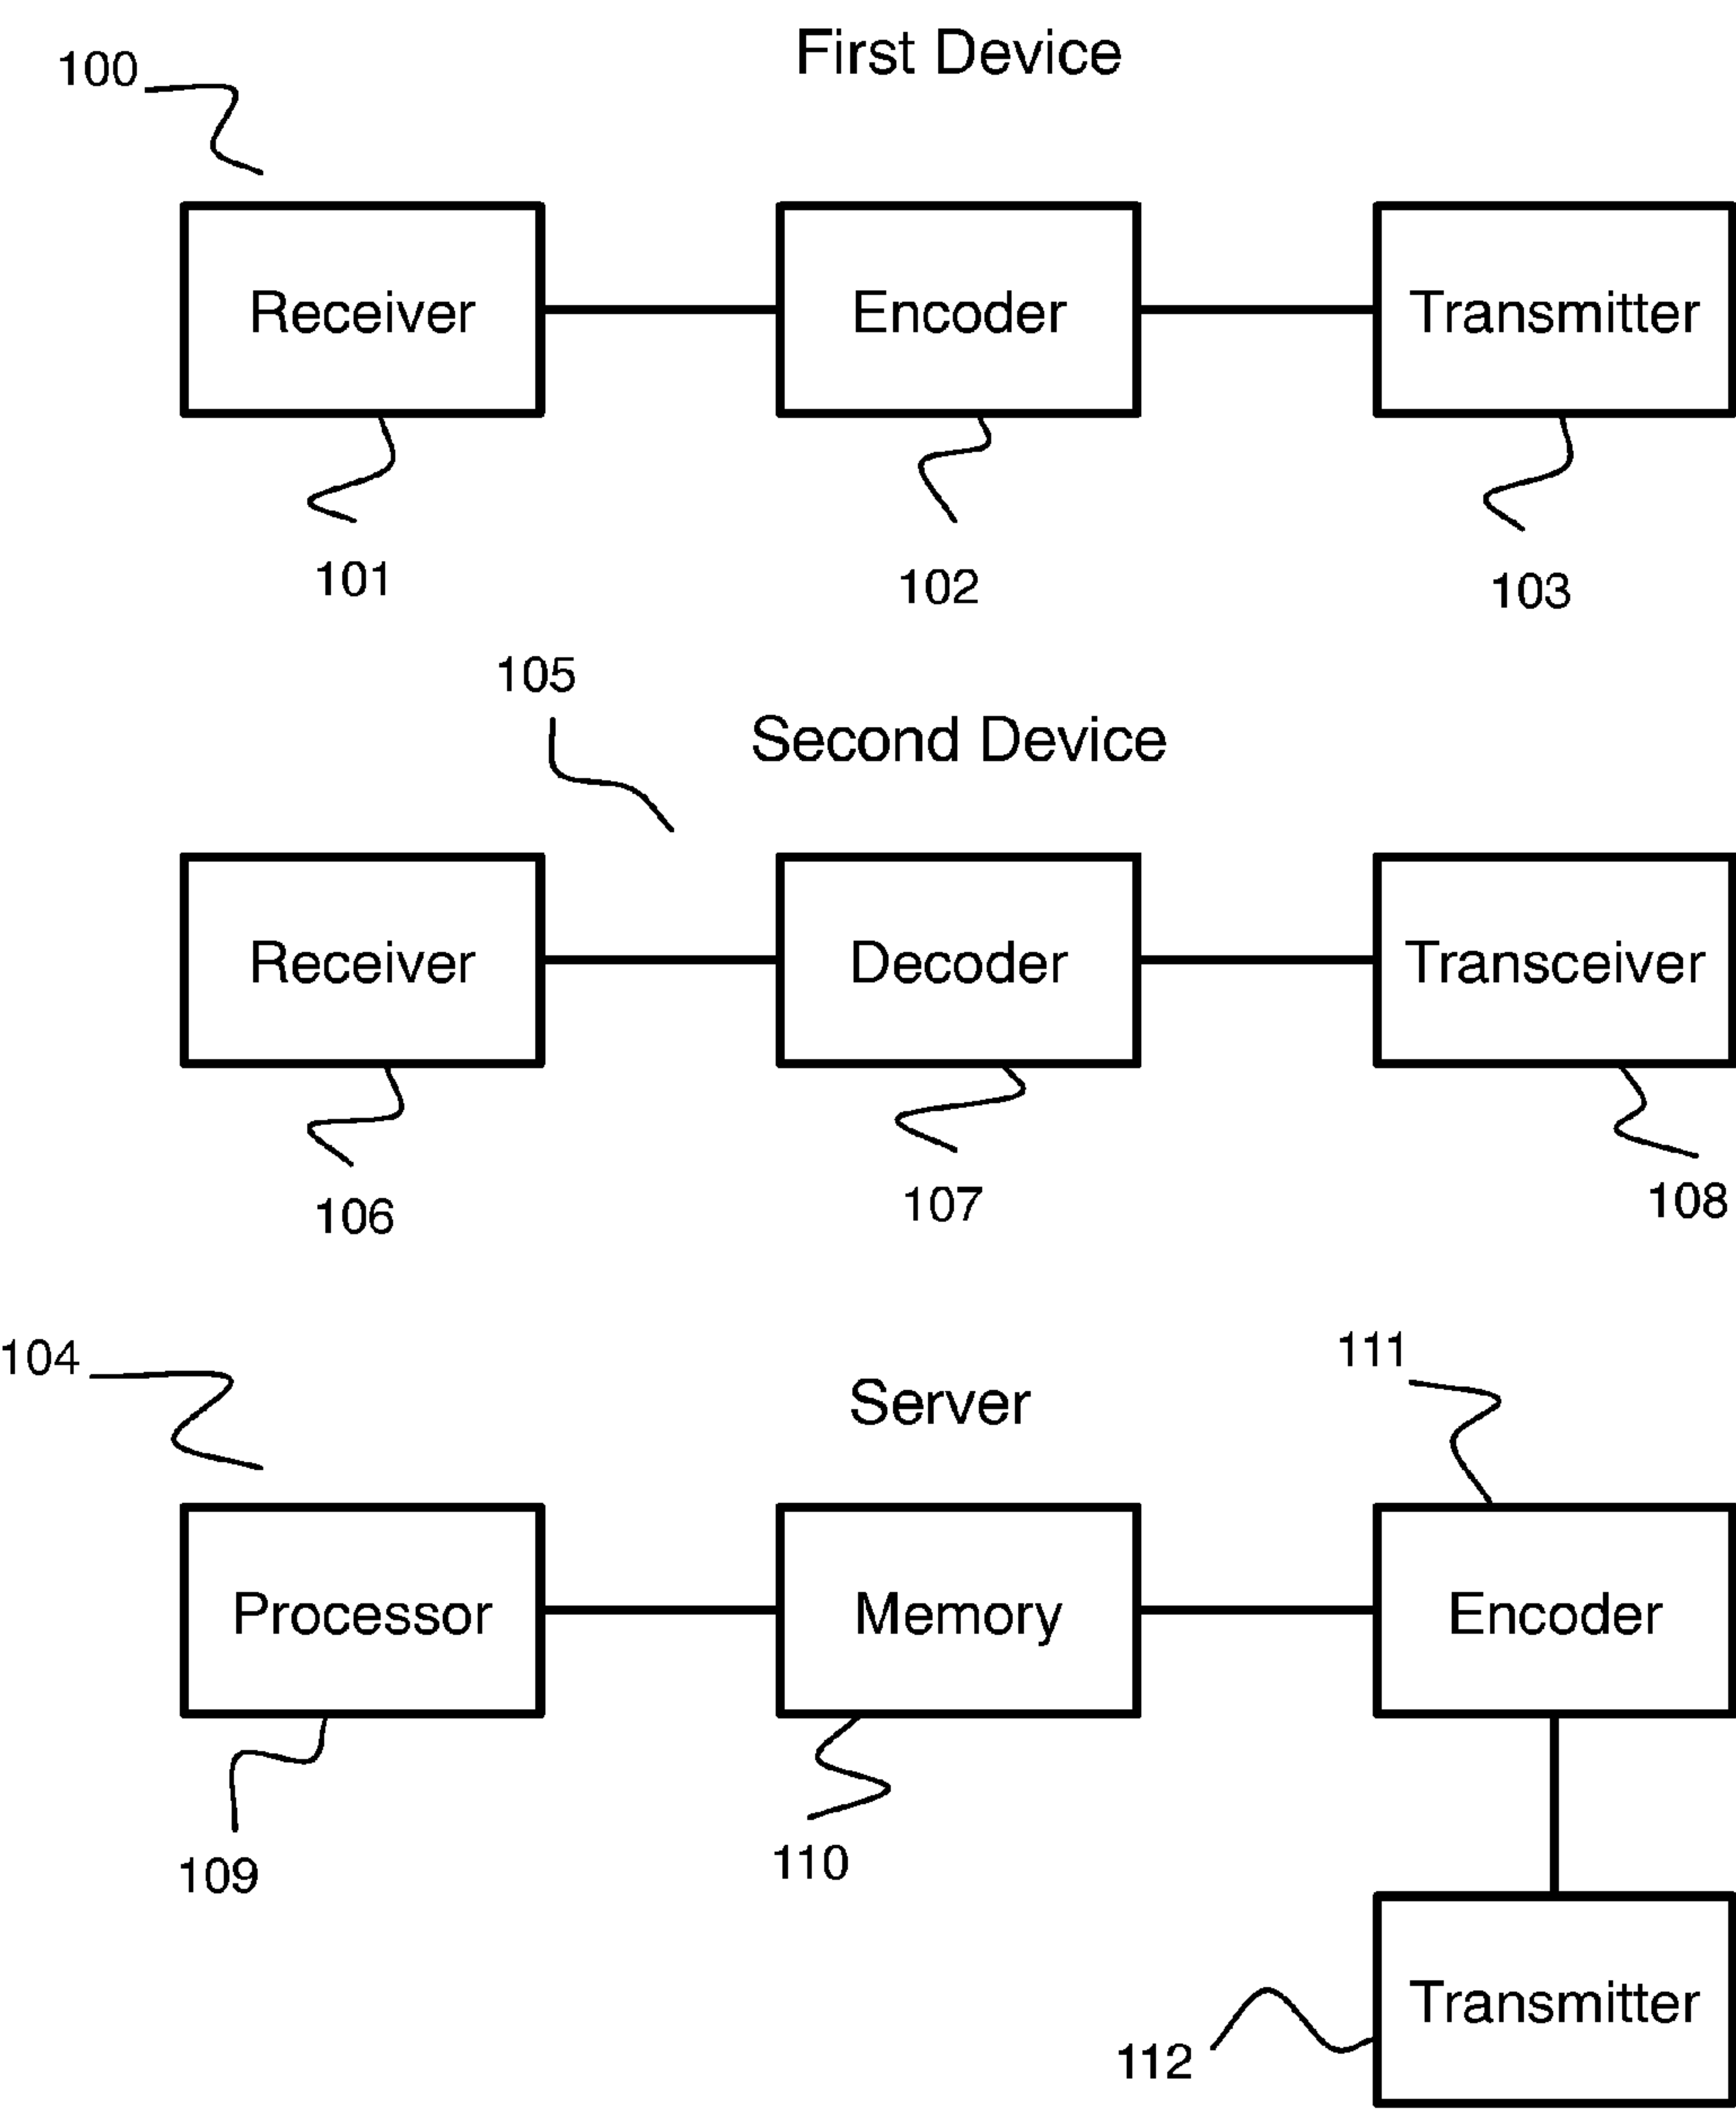 First Device
100
Receiver
Encoder
Transmitter
101
102
103
105
Second Device
Receiver
Decoder
Transceiver
106
107
108
104
111
Server
Processor
Memory
Encoder
109
110
Transmitter
112